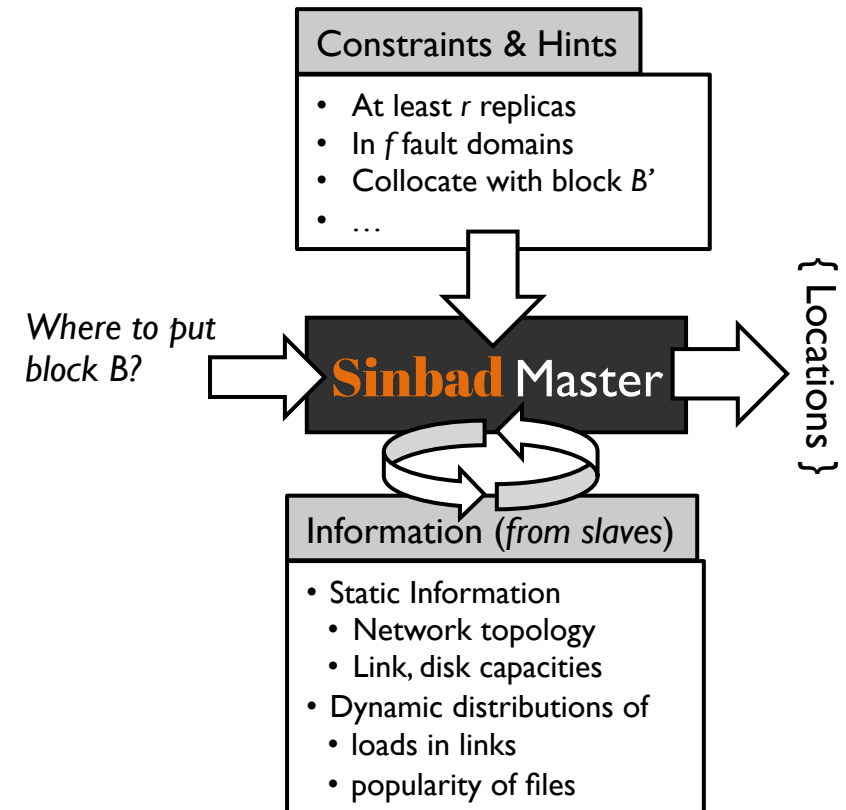 Constraints & Hints
• At least r replicas
• In f fault domains
• Collocate with block B’
• …
Where to put
block B?
Sinbad Master
{ Locations }
Information (from slaves)
• Static Information
• Network topology
• Link, disk capacities
• Dynamic distributions of
• loads in links
• popularity of files